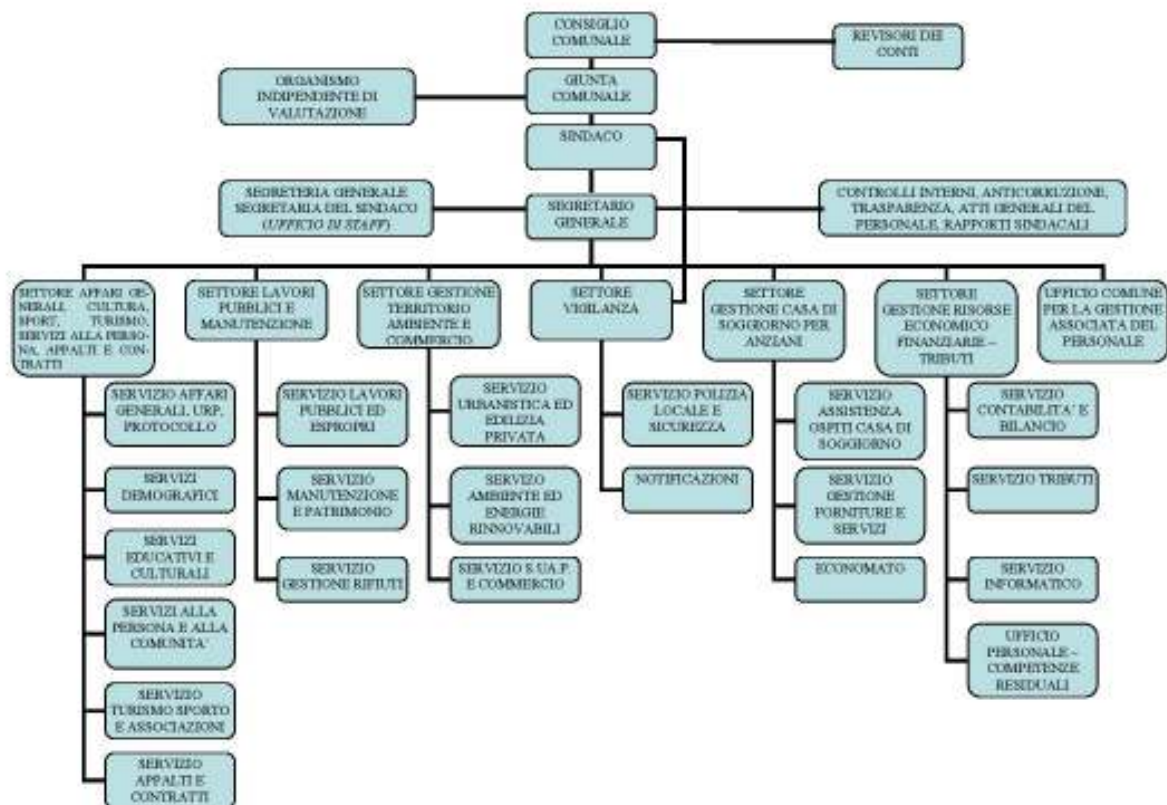 CONSIGLIO
COMUNALE
REVISORI DEI
CONTI
ORGANISMO
INDIPENDENTE DI
VALUTAZIONE
GIUNTA
COMUNALE
SINDACO
SEGRETERIA GENERALE
SEGRETARIA DEL SINDACO
(UFFICIO DI STAFF)
SEGRETARIO
GENERALE
CONTROLLI INTERNI, ANTICORRUZIONE,
TRASPARENZA, ATTI GENERALI DEL
PERSONALE, RAPPORTI SINDACALI
SETTORE AFFARI GE-
NERALI, CULTURA,
SPORT, TURISMO,
SERVIZI ALLA PERSO-
NA, APPALTI E CON-
TRATTI
SETTORE LAVORI
PUBBLICI E
MANUTENZIONE
SETTORE GESTIONE
TERRITORIO
AMBIENTE E
COMMERCIO
SETTORE
VIGILANZA
SETTORE
GESTIONE CASA DI
SOGGIORNO PER
ANZIANI
SETTORE
GESTIONE RISORSE
ECONOMICO
FINANZIARIE –
TRIBUTI
UFFICIO COMUNE
PER LA GESTIONE
ASSOCIATA DEL
PERSONALE
SERVIZIO AFFARI
GENERALI, URP,
PROTOCOLLO
SERVIZI
DEMOGRAFICI
SERVIZI
EDUCATIVI E
CULTURALI
SERVIZI ALLA
PERSONA E ALLA
COMUNITA'
SERVIZIO
TURISMO SPORTO
E ASSOCIAZIONI
SERVIZIO
APPALTI E
CONTRATTI
SERVIZIO LAVORI
PUBBLICI ED
ESPROPRI
SERVIZIO
MANUTENZIONE
E PATRIMONIO
SERVIZIO
GESTIONE RIFIUTI
SERVIZIO
URBANISTICA ED
EDILIZIA
PRIVATA
SERVIZO
AMBIENTE ED
ENERGIE
RINNOVABILI
SERVIZIO S.UA.P.
E COMMERCIO
SERVIZIO POLIZIA
LOCALE E
SICUREZZA
NOTIFICAZIONI
SERVIZIO
ASSISTENZA
OSPITI CASA DI
SOGGIORNO
SERVIZIO
GESTIONE
FORNITURE E
SERVIZI
ECONOMATO
SERVIZIO
CONTABILITA' E
BILANCIO
SERVIZIO TRIBUTI
SERVIZIO
INFORMATICO
UFFICIO
PERSONALE –
COMPETENZE
RESIDUALI